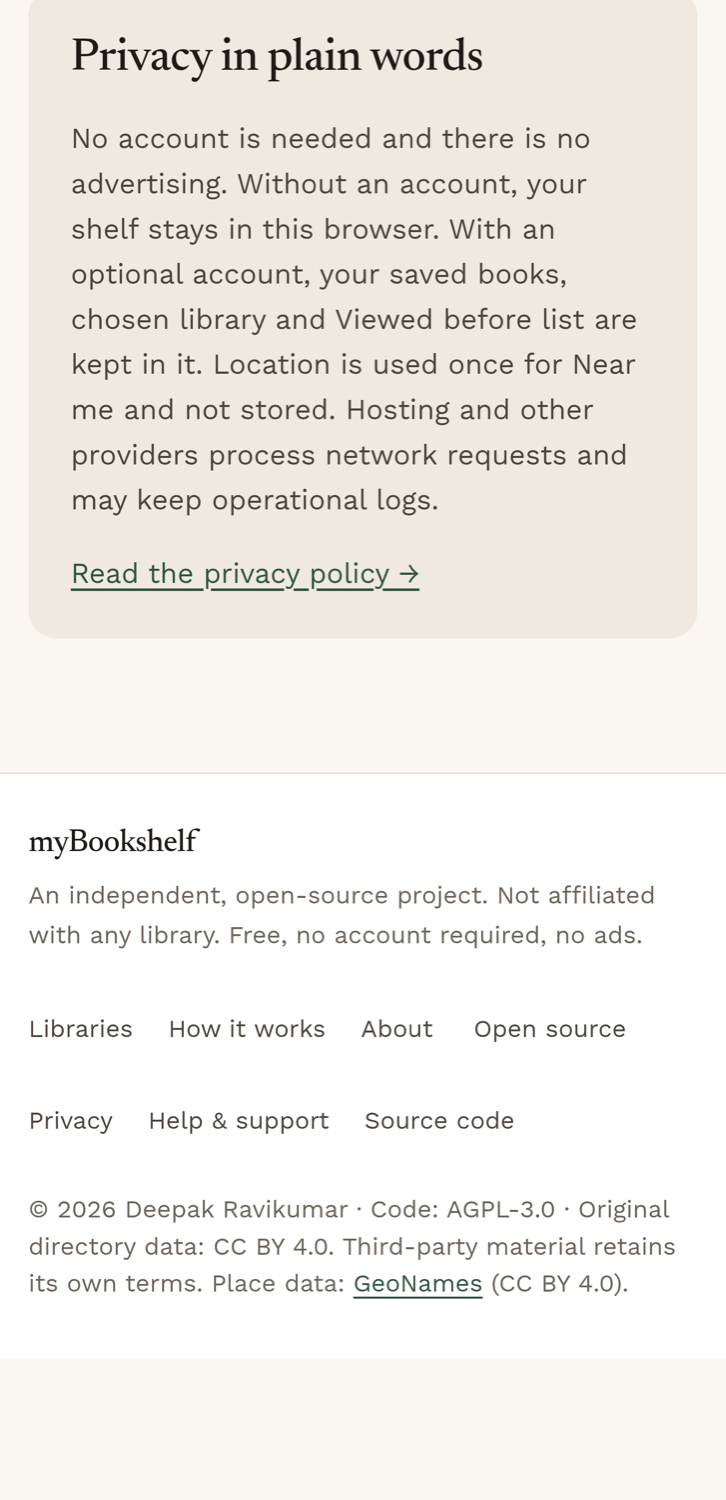 Privacy in plain words
No account is needed and there is no
advertising. Without an account, your
shelf stays in this browser. With an
optional account, your saved books,
chosen library and Viewed before list are
kept in it. Location is used once for Near
me and not stored. Hosting and other
providers process network requests and
may keep operational logs.
Read the privacy policy →
myBookshelf
An independent, open-source project. Not affiliated
with any library. Free, no account required, no ads.
Libraries How it works About Open source
Privacy Help & support Source code
© 2026 Deepak Ravikumar · Code: AGPL-3.0 · Original
directory data: CC BY 4.0. Third-party material retains
its own terms. Place data: GeoNames (CC BY 4.0).